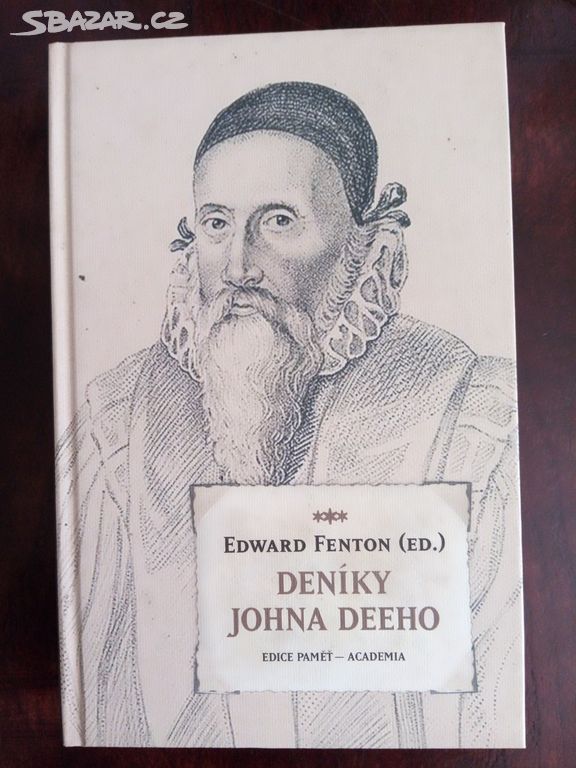 SBAZAR.CZ
EDWARD FENTON (ED.)
DENÍKY
JOHNA DEEHO
EDICE PAMĚŤ — ACADEMIA